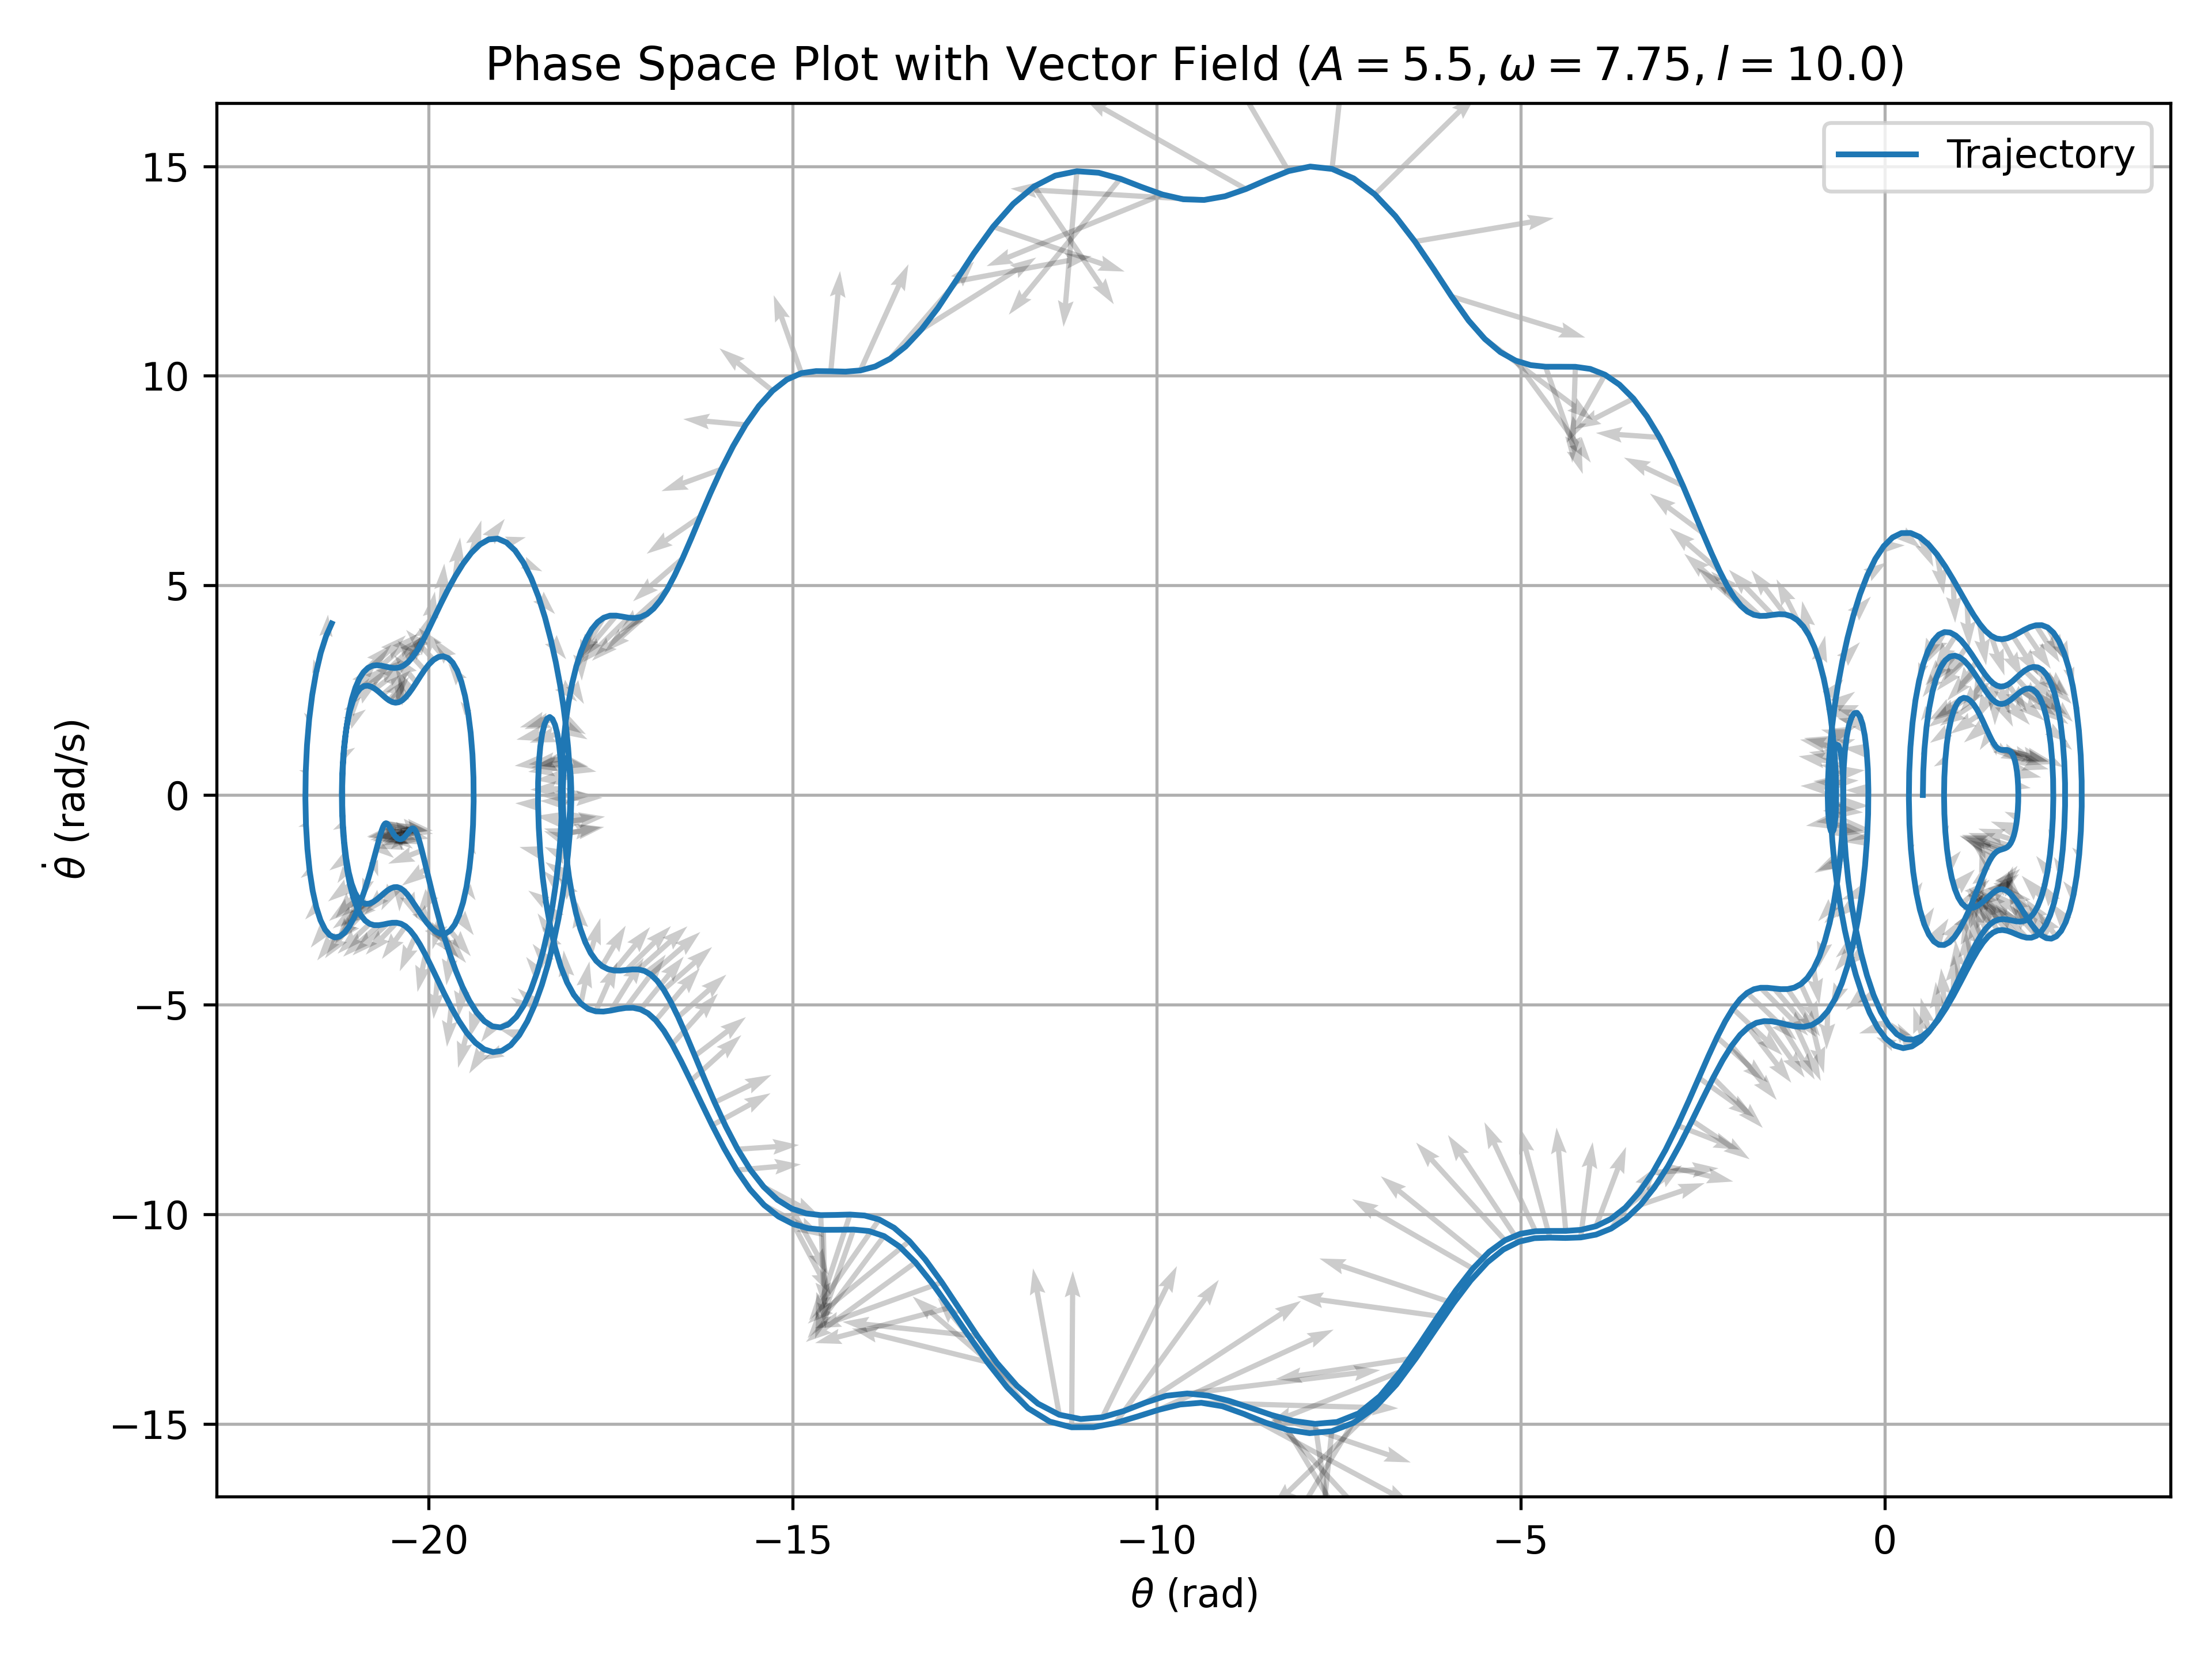 Phase Space Plot with Vector Field (A = 5.5, ω = 7.75, l = 10.0)
Trajectory
15
10
5
0
−5
−10
−15
θ̇ (rad/s)
−20 −15 −10 −5 0
θ (rad)